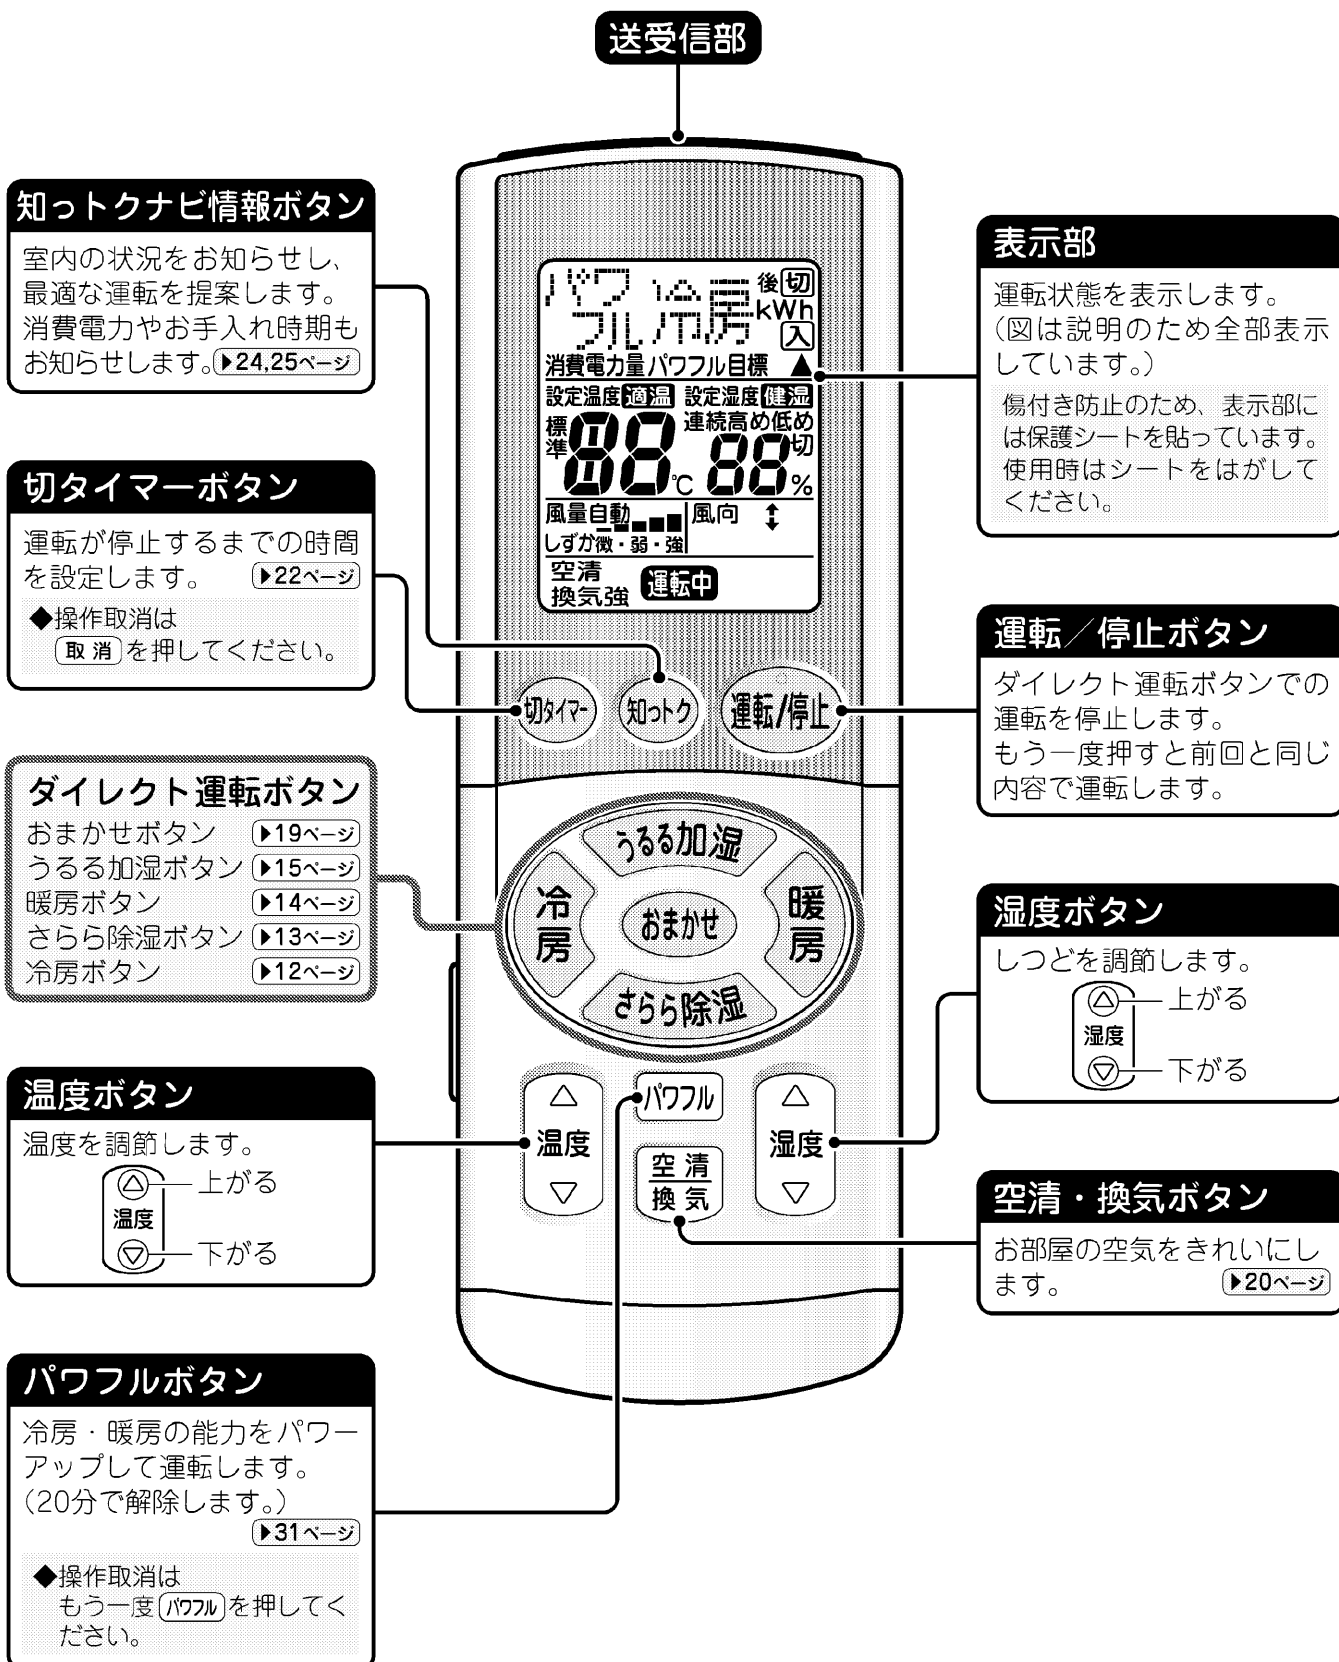 送受信部
知っトクナビ情報ボタン
室内の状況をお知らせし、
最適な運転を提案します。
消費電力やお手入れ時期も
お知らせします。▶24,25ページ
切タイマーボタン
運転が停止するまでの時間
を設定します。 ▶22ページ
◆操作取消は
取消を押してください。
ダイレクト運転ボタン
おまかせボタン ▶19ページ
うるる加湿ボタン ▶15ページ
暖房ボタン ▶14ページ
さらら除湿ボタン ▶13ページ
冷房ボタン ▶12ページ
温度ボタン
温度を調節します。
△ 上がる
温度
▽ 下がる
パワフルボタン
冷房・暖房の能力をパワー
アップして運転します。
(20分で解除します。)
▶31ページ
◆操作取消は
もう一度パワフルを押してく
ださい。
パワ 冷房 後切
フル冷房 kWh
入
消費電力量パワフル目標 ▲
設定温度適温 設定湿度健湿
標準 88℃ 連続高め低め
88% 切
風量自動 風向
しずか微・弱・強
空清
換気強 運転中
切タイマー 知っトク 運転/停止
うるる加湿
冷房 おまかせ 暖房
さらら除湿
△ パワフル △
温度 空清 湿度
▽ 換気 ▽
表示部
運転状態を表示します。
(図は説明のため全部表示
しています。)
傷付き防止のため、表示部に
は保護シートを貼っています。
使用時はシートをはがして
ください。
運転/停止ボタン
ダイレクト運転ボタンでの
運転を停止します。
もう一度押すと前回と同じ
内容で運転します。
湿度ボタン
しつどを調節します。
△ 上がる
湿度
▽ 下がる
空清・換気ボタン
お部屋の空気をきれいにし
ます。 ▶20ページ